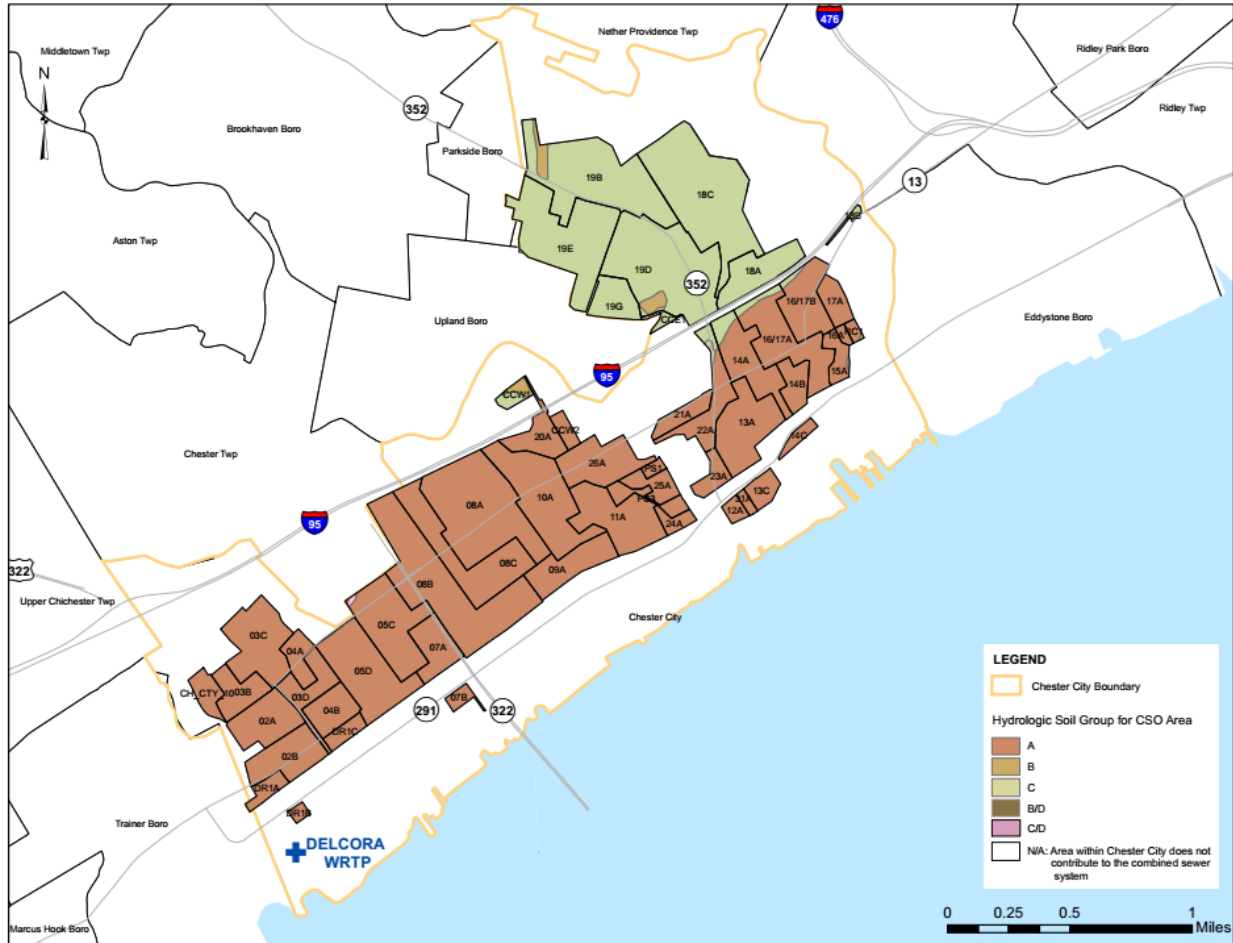 476
Nether Providence Twp
Middletown Twp
Ridley Park Boro
N
Ridley Twp
352
Brookhaven Boro
Parkside Boro
13
19B
18C
Aston Twp
19E
19D
18A
352
19G
16/17B
17A
Upland Boro
Eddystone Boro
16/17A
16A
14A
15A
95
14B
CCW1
21A
13A
20A
CCW2
22A
14C
Chester Twp
26A
PS1
23A
08A
25A
13C
10A
12A
11A
24A
95
08C
09A
322
08B
Upper Chichester Twp
Chester City
05C
03C
04A
07A
05D
CH_CTY_10
03B
03D
07B
04B
291
322
02A
DR1C
02B
DR1A
Trainer Boro
DELCORA
WRTP
Marcus Hook Boro
LEGEND
Chester City Boundary
Hydrologic Soil Group for CSO Area
A
B
C
B/D
C/D
N/A: Area within Chester City does not
contribute to the combined sewer
system
0 0.25 0.5 1
Miles